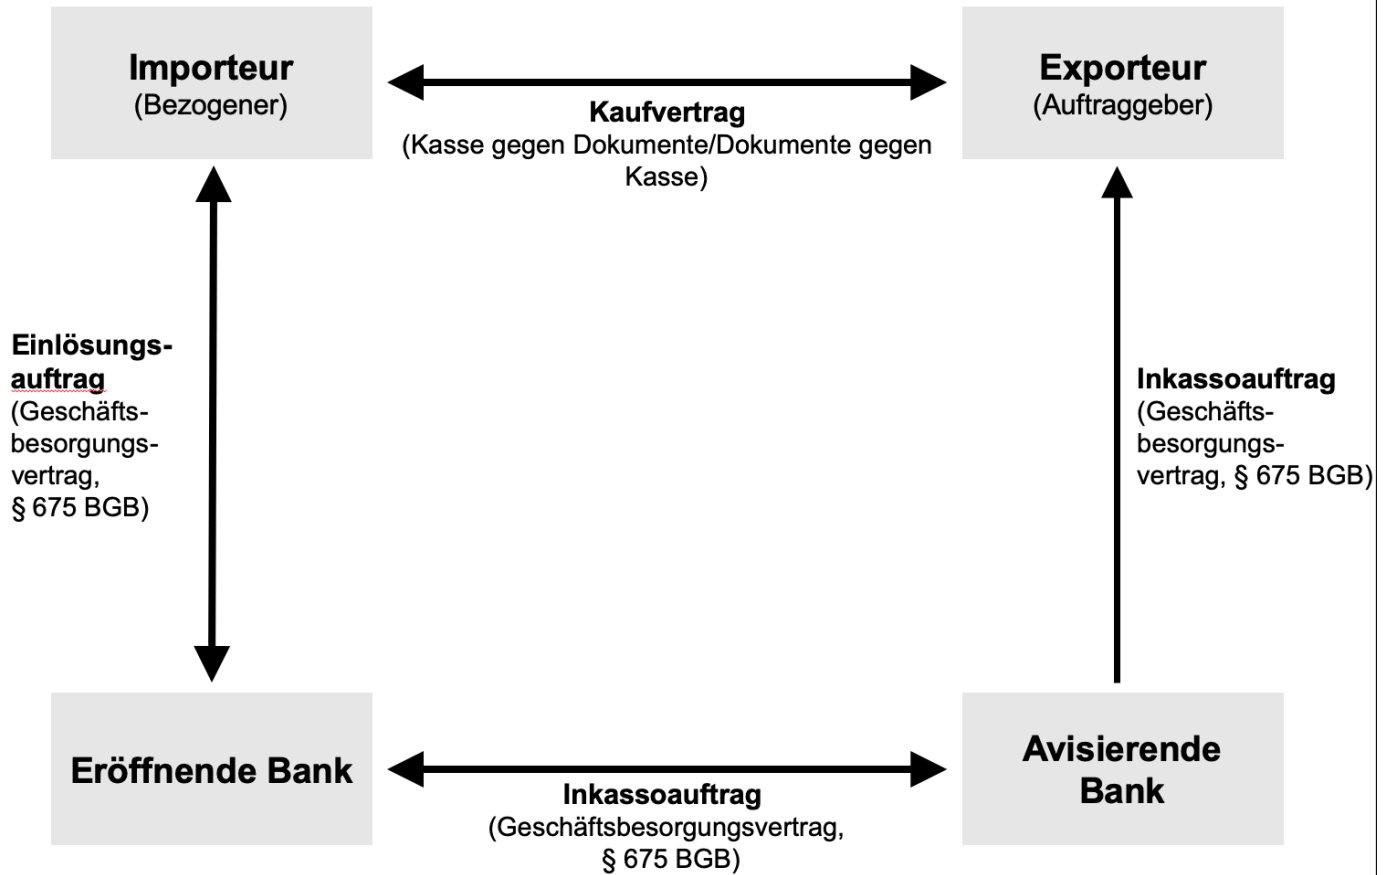 Importeur
(Bezogener)
Exporteur
(Auftraggeber)
Kaufvertrag
(Kasse gegen Dokumente/Dokumente gegen
Kasse)
Einlösungs-
auftrag
(Geschäfts-
besorgungs-
vertrag,
§ 675 BGB)
Inkassoauftrag
(Geschäfts-
besorgungs-
vertrag, § 675 BGB)
Eröffnende Bank
Avisierende
Bank
Inkassoauftrag
(Geschäftsbesorgungsvertrag,
§ 675 BGB)